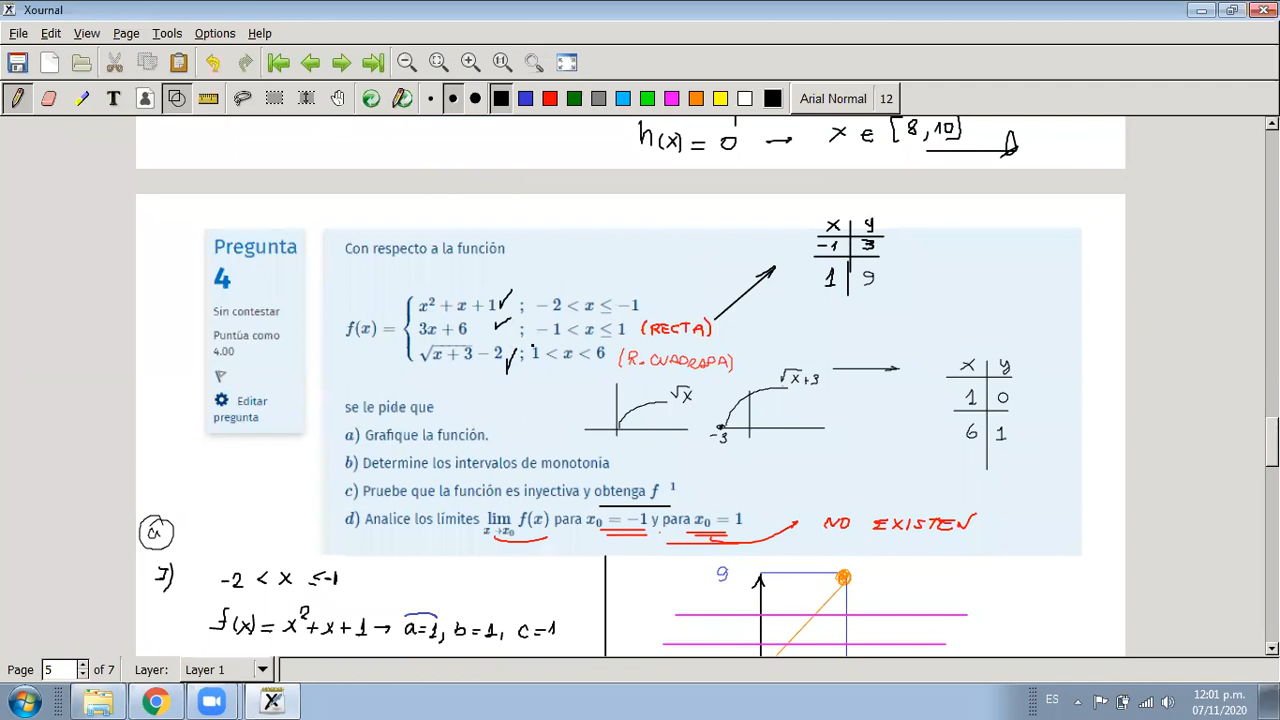 Xournal
File Edit View Page Tools Options Help
Arial Normal 12
h(x) = 0 → x ∈ [8,10]
Pregunta
4
Sin contestar
Puntúa como
4.00
Editar
pregunta
Con respecto a la función
f(x) = { x² + x + 1 ✓ ; − 2 < x ≤ −1
3x + 6 ✓ ; − 1 < x ≤ 1 (RECTA)
√x + 3 − 2 ✓ ; 1 < x < 6 (R. CUADRADA)
x | y
-1 | 3
1 | 9
√x
√x+3
-3
x | y
1 | 0
6 | 1
se le pide que
a) Grafique la función.
b) Determine los intervalos de monotonia
c) Pruebe que la función es inyectiva y obtenga f⁻¹
d) Analice los límites lim x→x₀ f(x) para x₀ = −1 y para x₀ = 1 NO EXISTEN
a
I) -2 < x ≤ -1
f(x) = x² + x + 1 → a=1, b=1, c=1
9
Page 5 of 7 Layer: Layer 1
ES 12:01 p.m.
07/11/2020